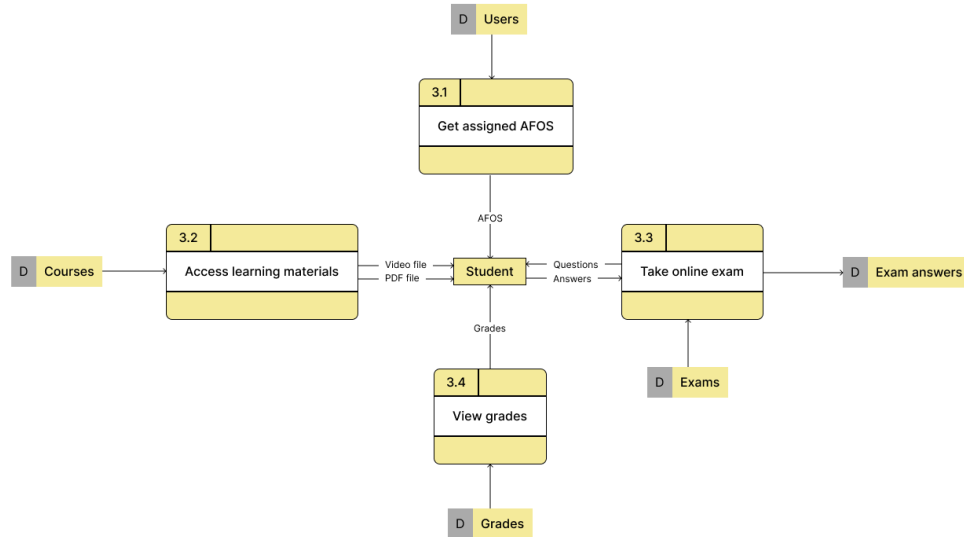 D Users
3.1
Get assigned AFOS
AFOS
3.2
Access learning materials
D Courses
Video file
PDF file
Student
Questions
Answers
3.3
Take online exam
D Exam answers
Grades
D Exams
3.4
View grades
D Grades